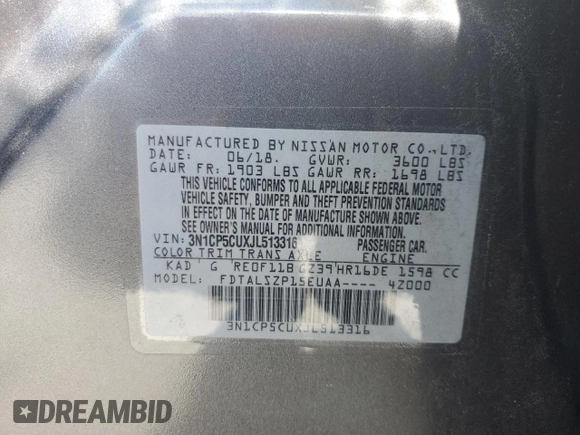 MANUFACTURED BY NISSAN MOTOR CO.,LTD.
DATE: 06/18. GVWR: 3600 LBS
GAWR FR: 1903 LBS GAWR RR: 1698 LBS
THIS VEHICLE CONFORMS TO ALL APPLICABLE FEDERAL MOTOR
VEHICLE SAFETY, BUMPER AND THEFT PREVENTION STANDARDS
IN EFFECT ON THE DATE OF MANUFACTURE SHOWN ABOVE.
SEE OWNER'S MANUAL FOR ADDITIONAL INFORMATION.
VIN: 3N1CP5CUXJL513316 PASSENGER CAR.
COLOR TRIM TRANS AXLE ENGINE
KAD G RE0F11B GZ39 HR16DE 1598 CC
MODEL: FDTALSZP15EUAA---- 4Z000
3N1CP5CUXJL513316
DREAMBID